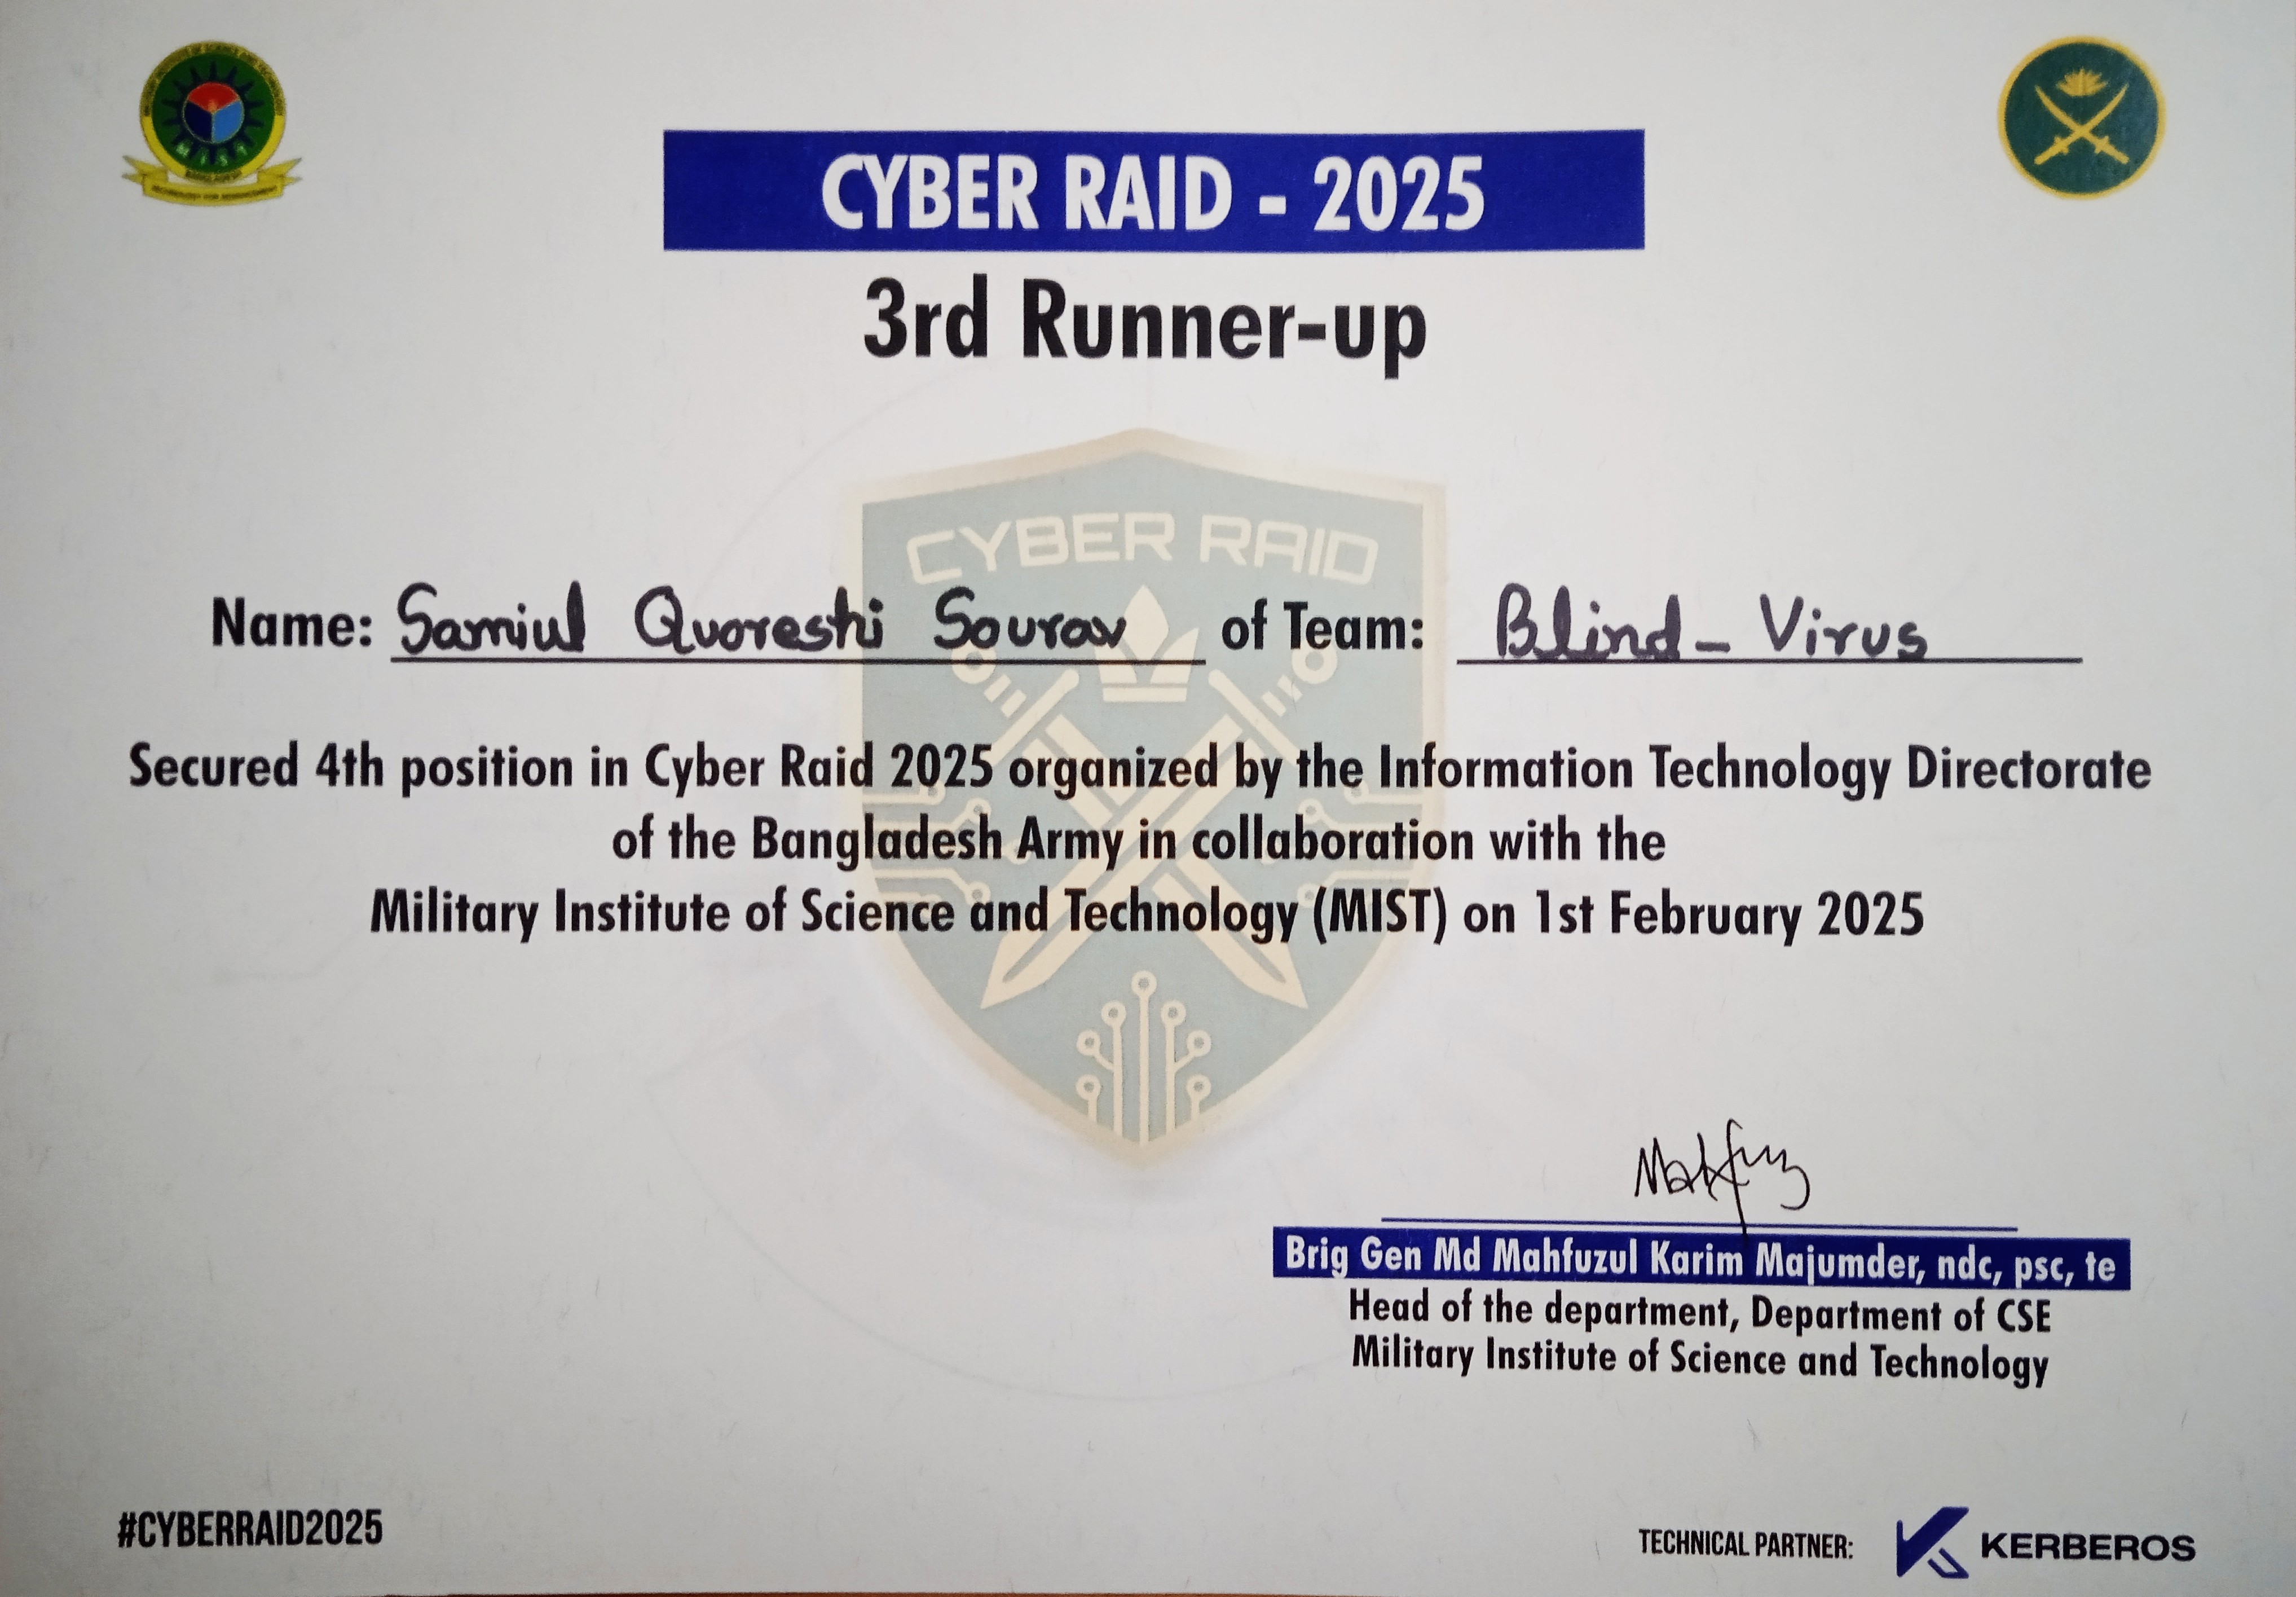 CYBER RAID - 2025
3rd Runner-up
CYBER RAID
Name: Samiul Quoreshi Sourav of Team: Blind-Virus
Secured 4th position in Cyber Raid 2025 organized by the Information Technology Directorate
of the Bangladesh Army in collaboration with the
Military Institute of Science and Technology (MIST) on 1st February 2025
Mahfuz
Brig Gen Md Mahfuzul Karim Majumder, ndc, psc, te
Head of the department, Department of CSE
Military Institute of Science and Technology
#CYBERRAID2025
TECHNICAL PARTNER: KERBEROS